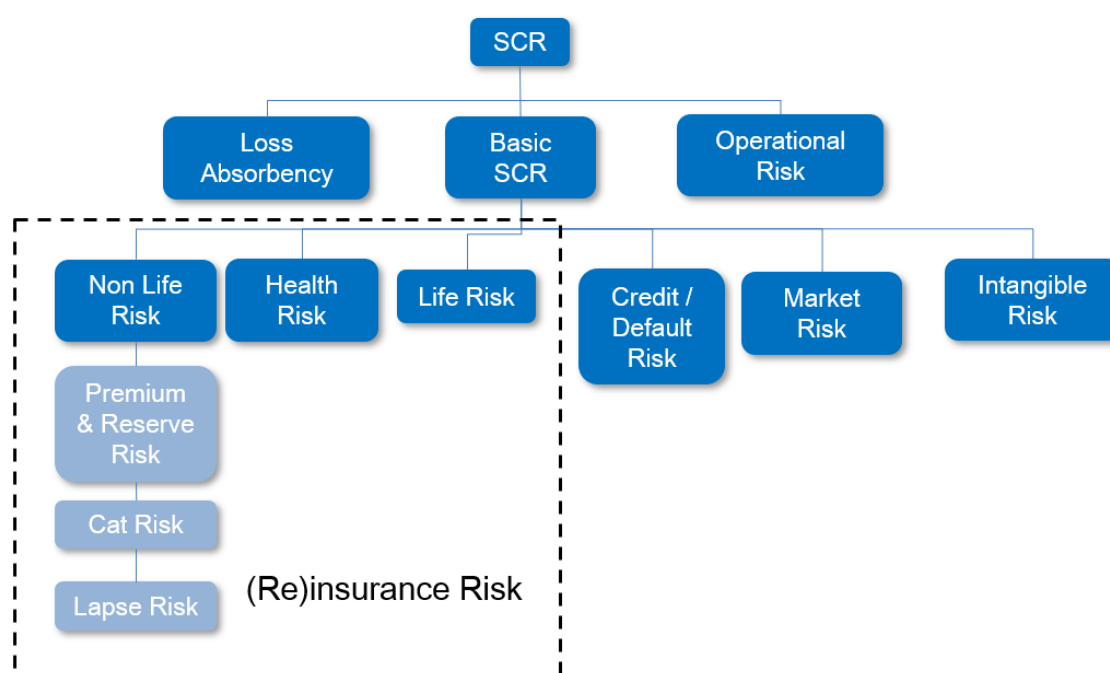 SCR
Loss
Absorbency
Basic
SCR
Operational
Risk
Non Life
Risk
Health
Risk
Life Risk
Credit /
Default
Risk
Market
Risk
Intangible
Risk
Premium
& Reserve
Risk
Cat Risk
Lapse Risk
(Re)insurance Risk